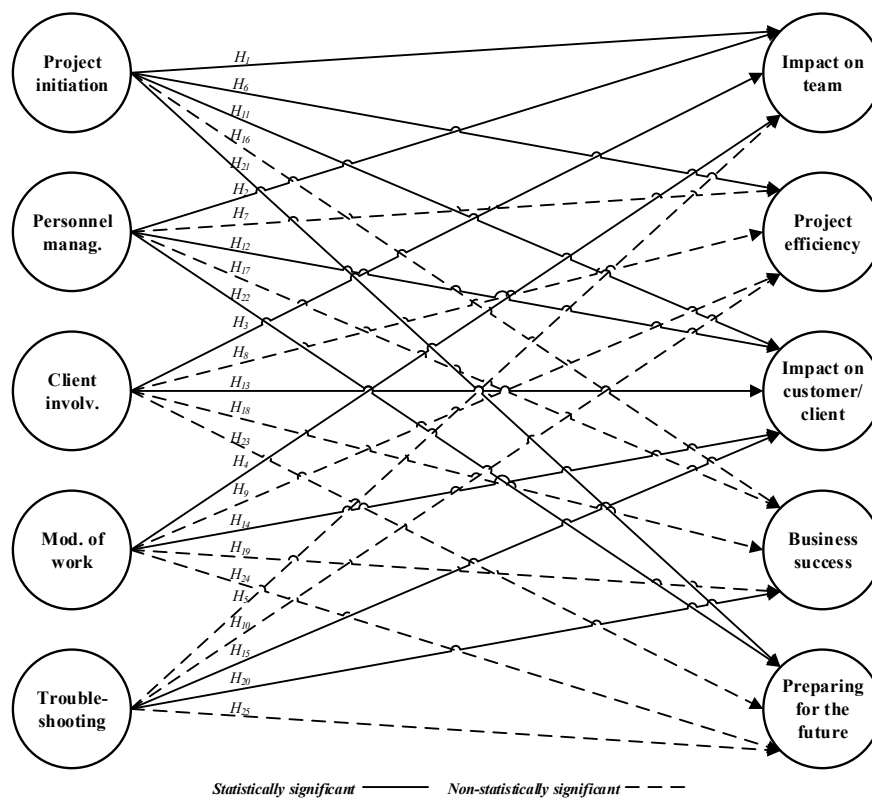 Project
initiation
Personnel
manag.
Client
involv.
Mod. of
work
Trouble-
shooting
H1
H6
H11
H16
H21
H2
H7
H12
H17
H22
H3
H8
H13
H18
H23
H4
H9
H14
H19
H24
H5
H10
H15
H20
H25
Impact on
team
Project
efficiency
Impact on
customer/
client
Business
success
Preparing
for the
future
Statistically significant
Non-statistically significant